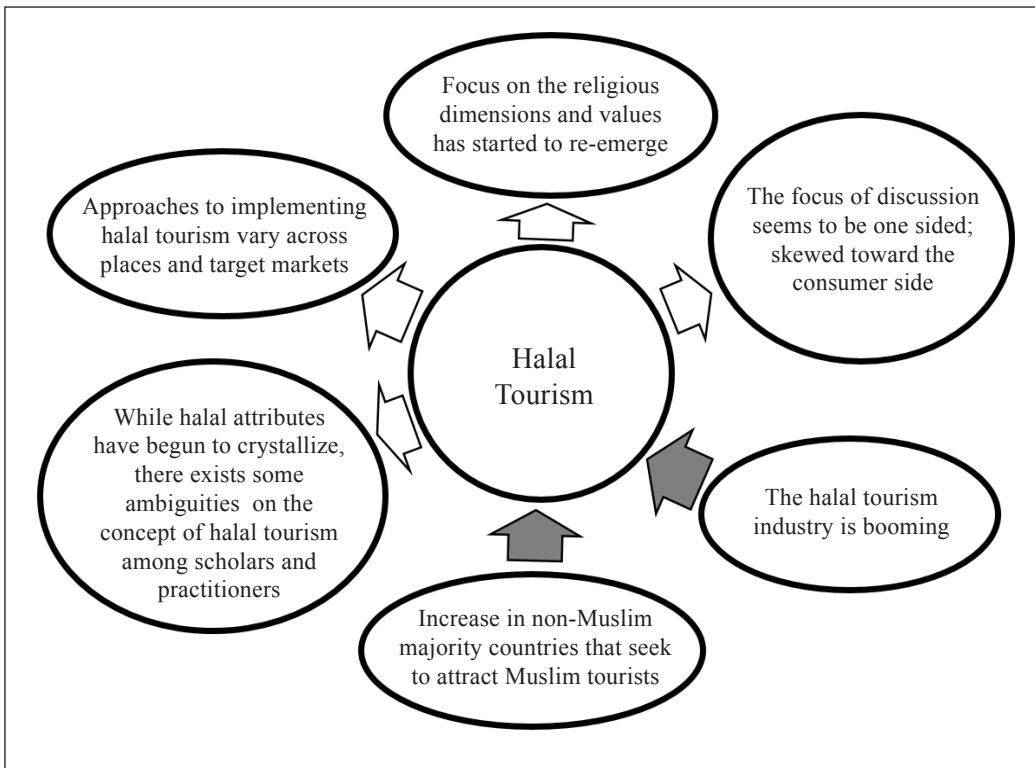 Focus on the religious
dimensions and values
has started to re-emerge
Approaches to implementing
halal tourism vary across
places and target markets
The focus of discussion
seems to be one sided;
skewed toward the
consumer side
Halal
Tourism
While halal attributes
have begun to crystallize,
there exists some
ambiguities on the
concept of halal tourism
among scholars and
practitioners
The halal tourism
industry is booming
Increase in non-Muslim
majority countries that seek
to attract Muslim tourists